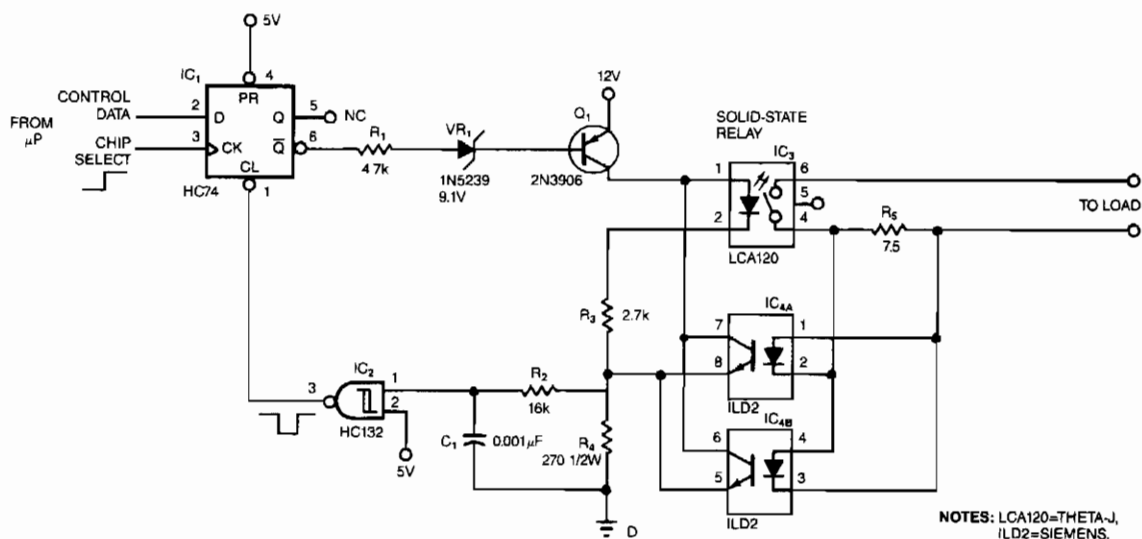 5V
IC1
4
PR
CONTROL DATA
2
D
Q
5
NC
FROM µP
CHIP SELECT
3
CK
Q
6
CL
HC74
1
R1
4.7k
VR1
1N5239
9.1V
12V
Q1
2N3906
SOLID-STATE RELAY
IC3
1
6
5
2
4
LCA120
TO LOAD
R5
7.5
R3
2.7k
IC4A
7
1
8
2
ILD2
IC2
3
1
2
HC132
5V
R2
16k
C1
0.001µF
R4
270 1/2W
D
IC4B
6
4
5
3
ILD2
NOTES: LCA120=THETA-J,
ILD2=SIEMENS.